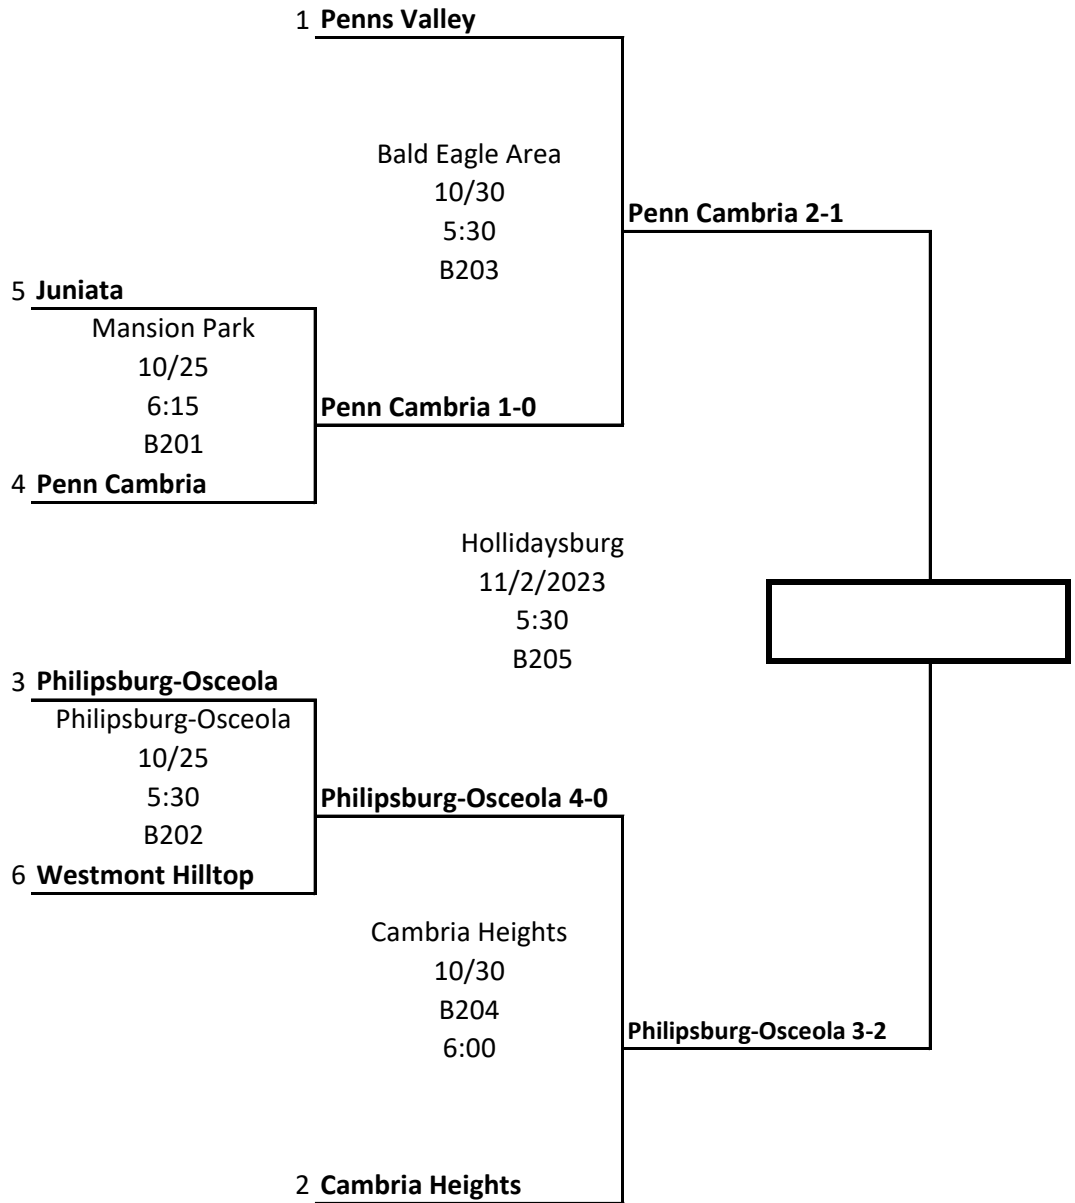 1 Penns Valley
Bald Eagle Area
10/30
5:30
B203
Penn Cambria 2-1
5 Juniata
Mansion Park
10/25
6:15
B201
Penn Cambria 1-0
4 Penn Cambria
Hollidaysburg
11/2/2023
5:30
B205
3 Philipsburg-Osceola
Philipsburg-Osceola
10/25
5:30
B202
Philipsburg-Osceola 4-0
6 Westmont Hilltop
Cambria Heights
10/30
B204
6:00
Philipsburg-Osceola 3-2
2 Cambria Heights